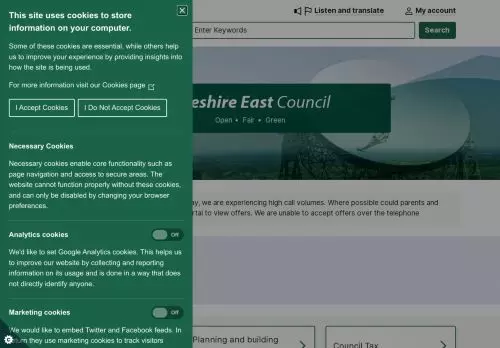 This site uses cookies to store
information on your computer.
Some of these cookies are essential, while others help
us to improve your experience by providing insights into
how the site is being used.
For more information visit our Cookies page
I Accept Cookies
I Do Not Accept Cookies
Necessary Cookies
Necessary cookies enable core functionality such as
page navigation and access to secure areas. The
website cannot function properly without these cookies,
and can only be disabled by changing your browser
preferences.
Analytics cookies
Off
We'd like to set Google Analytics cookies. This helps us
to improve our website by collecting and reporting
information on its usage and is done in a way that does
not directly identify anyone.
Marketing cookies
Off
We would like to embed Twitter and Facebook feeds. In
return they use marketing cookies to track visitors
Listen and translate
My account
Enter Keywords
Search
eshire East Council
Open • Fair • Green
y, we are experiencing high call volumes. Where possible could parents and
rtal to view offers. We are unable to accept offers over the telephone
Planning and building
Council Tax